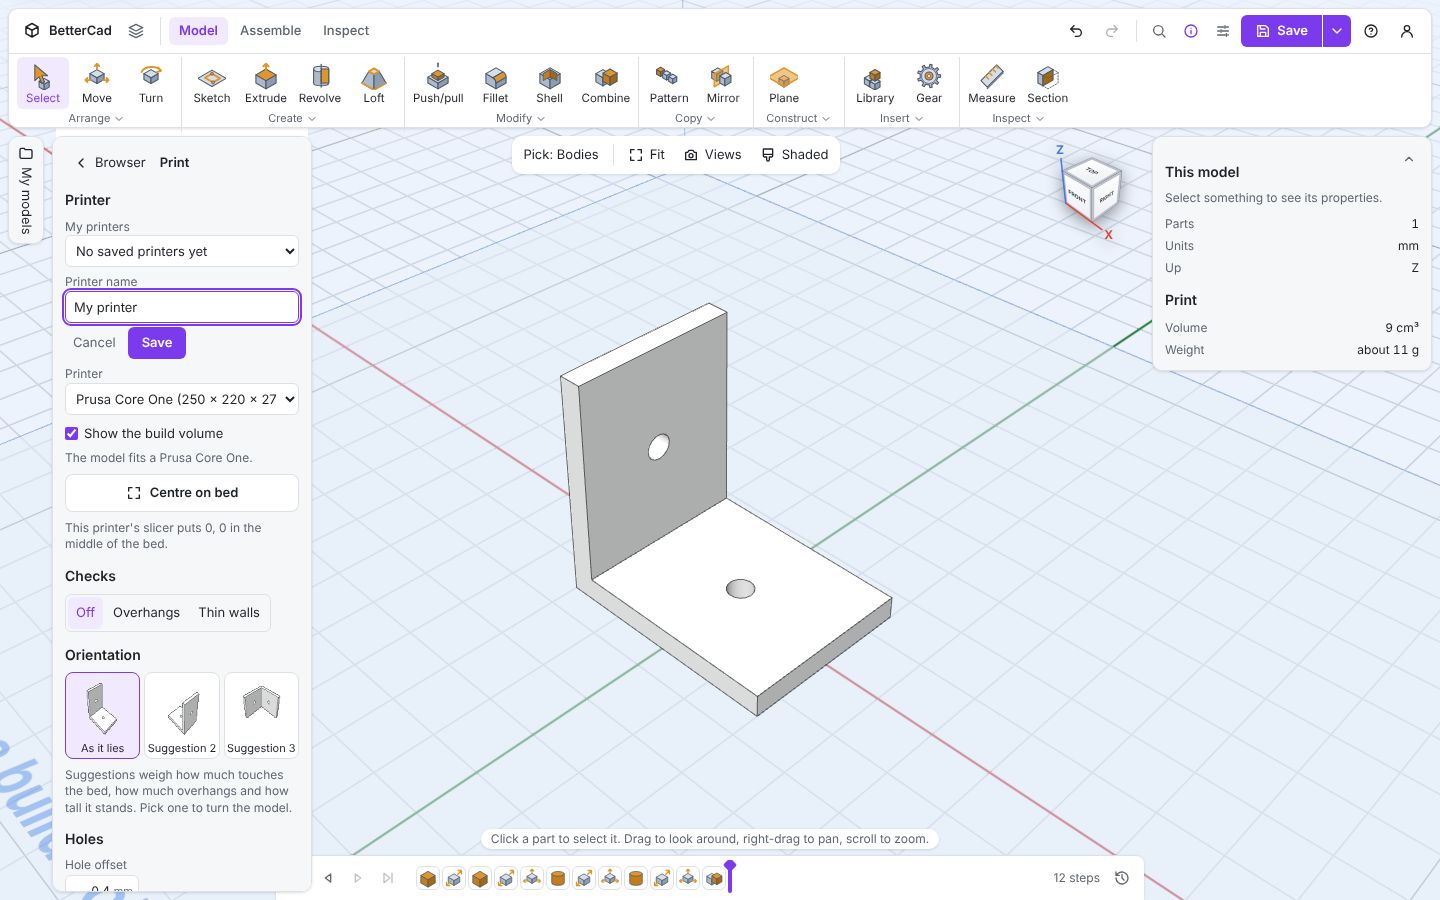 BetterCad
Model
Assemble
Inspect
Save
Select
Move
Turn
Sketch
Extrude
Revolve
Loft
Push/pull
Fillet
Shell
Combine
Pattern
Mirror
Plane
Library
Gear
Measure
Section
Arrange
Create
Modify
Copy
Construct
Insert
Inspect
My models
Browser
Print
Printer
My printers
No saved printers yet
Printer name
My printer
Cancel
Save
Printer
Prusa Core One (250 × 220 × 27
Show the build volume
The model fits a Prusa Core One.
Centre on bed
This printer's slicer puts 0, 0 in the
middle of the bed.
Checks
Off
Overhangs
Thin walls
Orientation
As it lies
Suggestion 2
Suggestion 3
Suggestions weigh how much touches
the bed, how much overhangs and how
tall it stands. Pick one to turn the model.
Holes
Hole offset
0.4 mm
Pick: Bodies
Fit
Views
Shaded
Z
TOP
FRONT
RIGHT
X
This model
Select something to see its properties.
Parts 1
Units mm
Up Z
Print
Volume 9 cm³
Weight about 11 g
Click a part to select it. Drag to look around, right-drag to pan, scroll to zoom.
12 steps